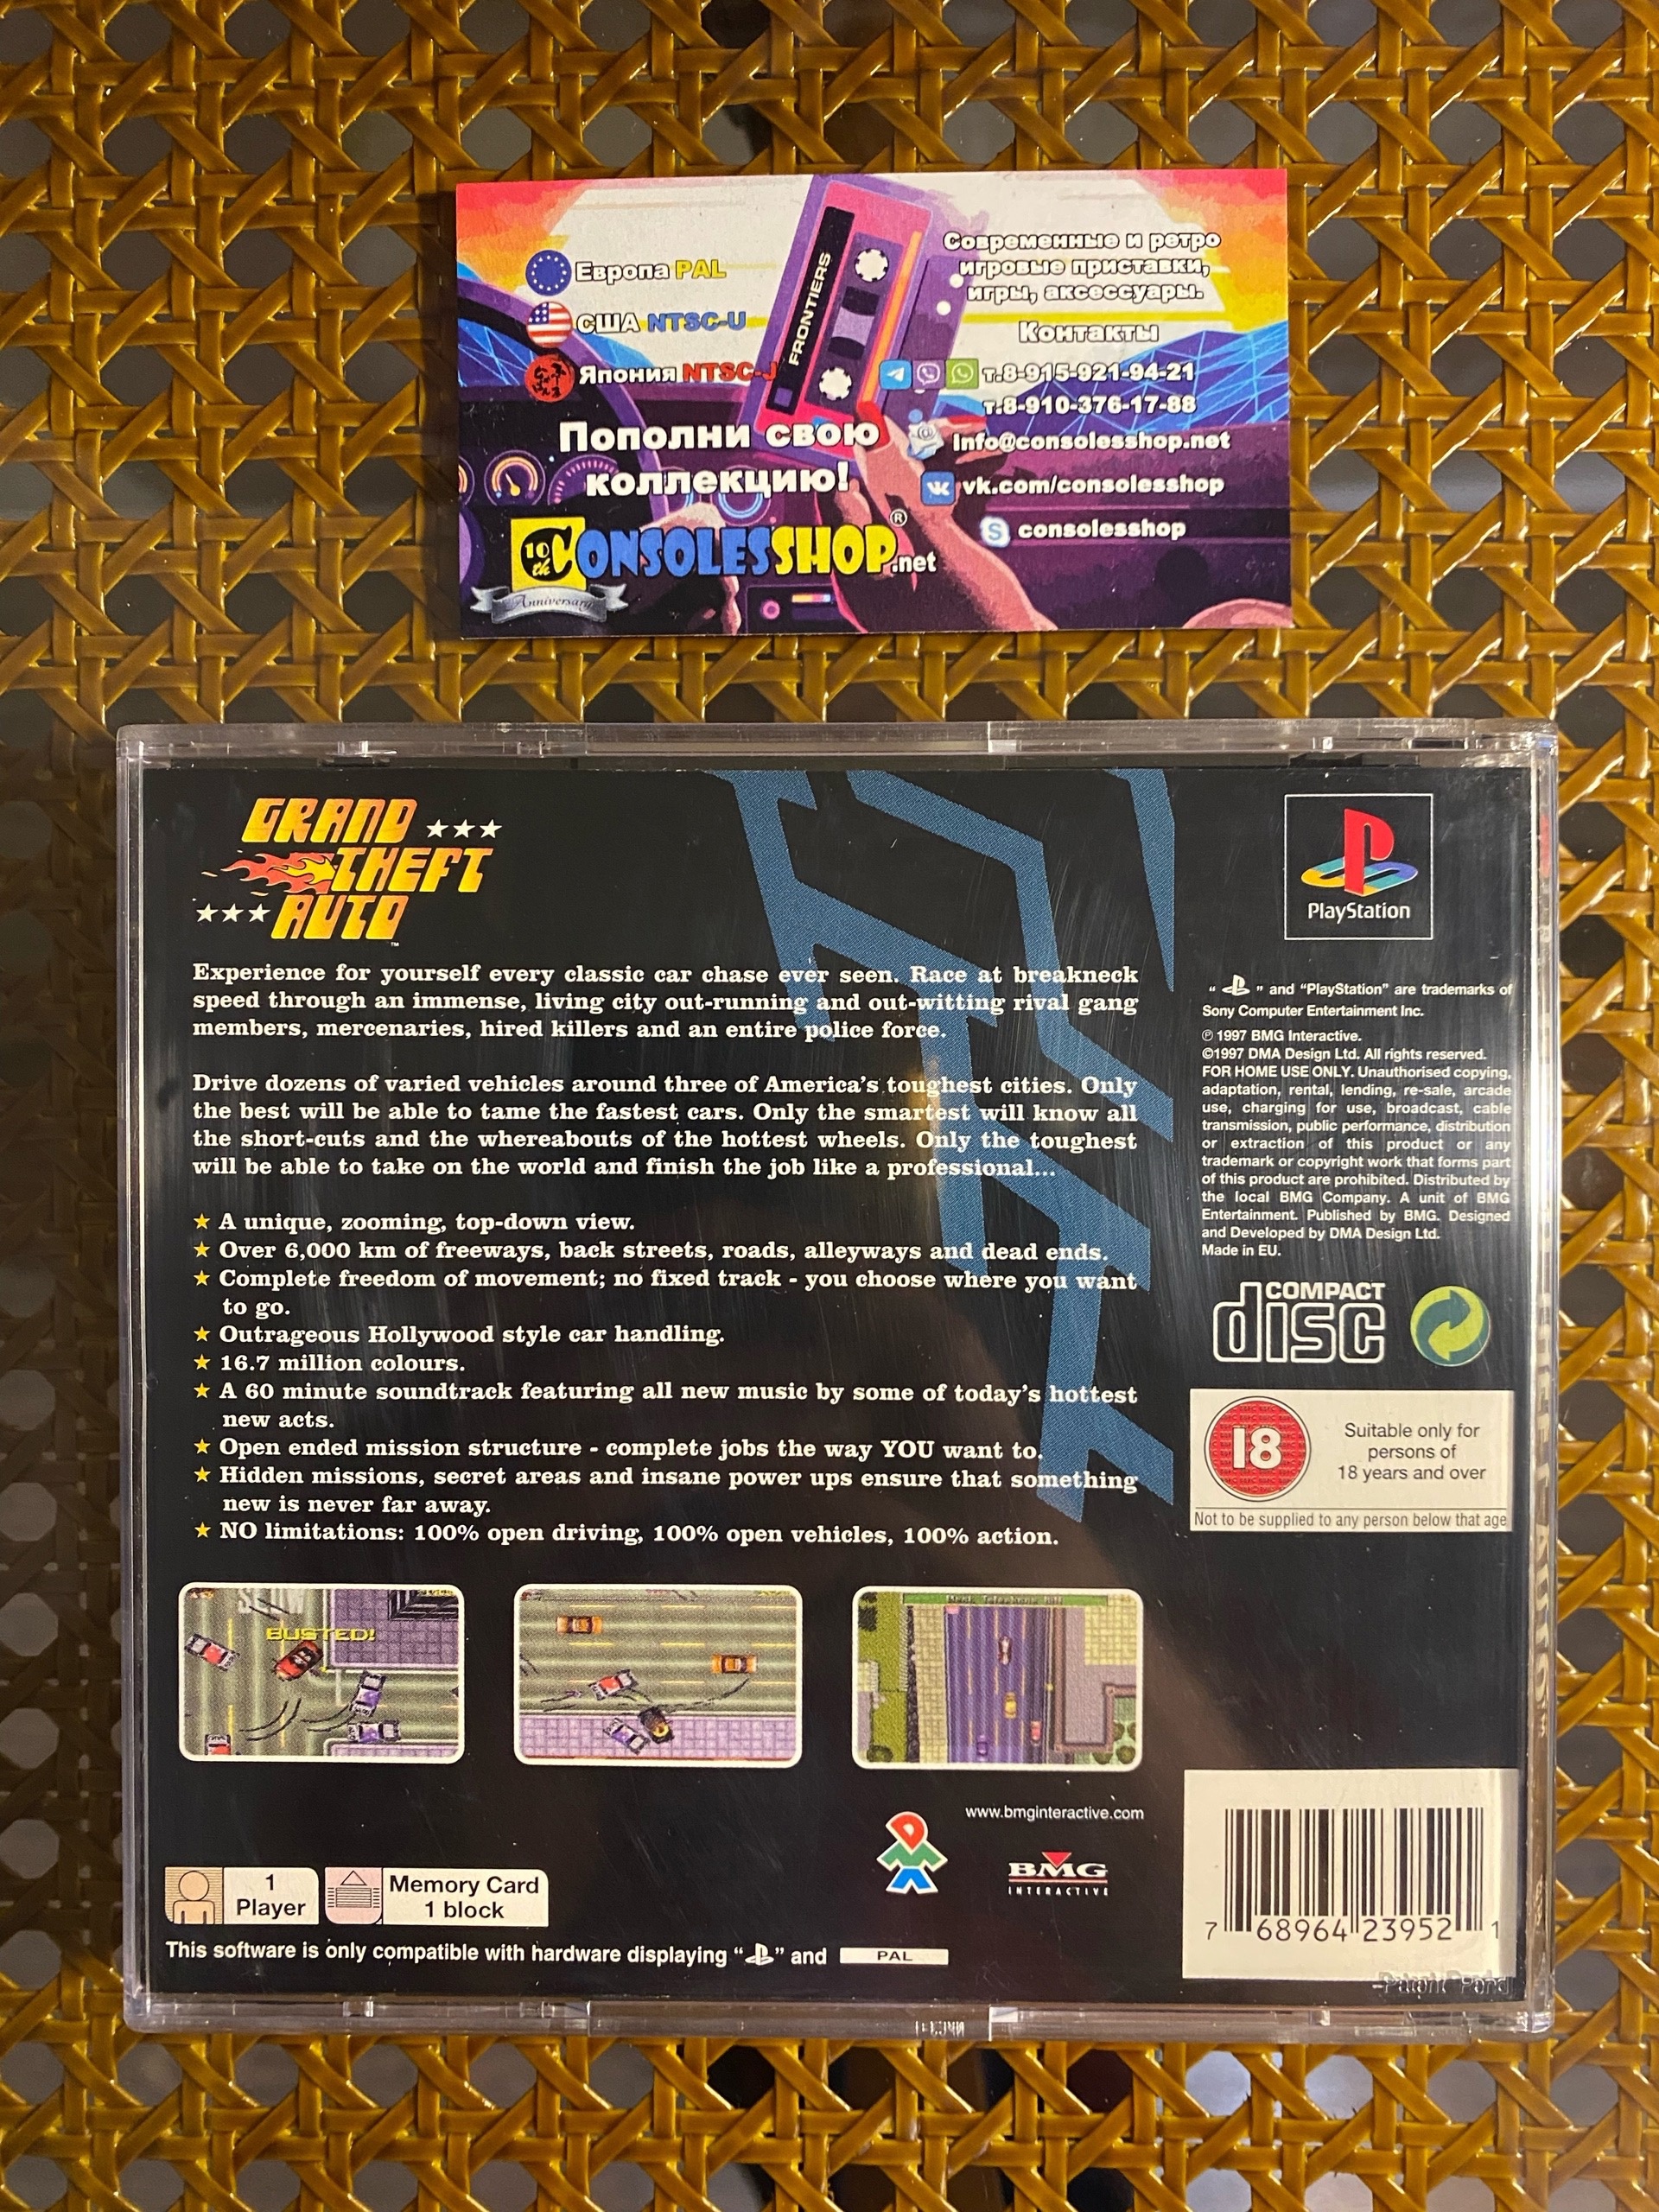 Европа PAL
США NTSC-U
Япония NTSC-J
Пополни свою
коллекцию!
10
th
Anniversary
CONSOLESSHOP.net
®
FRONTIERS
Современные и ретро
игровые приставки,
игры, аксессуары.
Контакты
т.8-915-921-94-21
т.8-910-376-17-88
info@consolesshop.net
vk.com/consolesshop
consolesshop
GRAND
THEFT
AUTO
™
Experience for yourself every classic car chase ever seen. Race at breakneck
speed through an immense, living city out-running and out-witting rival gang
members, mercenaries, hired killers and an entire police force.
Drive dozens of varied vehicles around three of America's toughest cities. Only
the best will be able to tame the fastest cars. Only the smartest will know all
the short-cuts and the whereabouts of the hottest wheels. Only the toughest
will be able to take on the world and finish the job like a professional...
★ A unique, zooming, top-down view.
★ Over 6,000 km of freeways, back streets, roads, alleyways and dead ends.
★ Complete freedom of movement; no fixed track - you choose where you want
to go.
★ Outrageous Hollywood style car handling.
★ 16.7 million colours.
★ A 60 minute soundtrack featuring all new music by some of today's hottest
new acts.
★ Open ended mission structure - complete jobs the way YOU want to.
★ Hidden missions, secret areas and insane power ups ensure that something
new is never far away.
★ NO limitations: 100% open driving, 100% open vehicles, 100% action.
BUSTED!
PlayStation
" " and "PlayStation" are trademarks of
Sony Computer Entertainment Inc.
℗ 1997 BMG Interactive.
©1997 DMA Design Ltd. All rights reserved.
FOR HOME USE ONLY. Unauthorised copying,
adaptation, rental, lending, re-sale, arcade
use, charging for use, broadcast, cable
transmission, public performance, distribution
or extraction of this product or any
trademark or copyright work that forms part
of this product are prohibited. Distributed by
the local BMG Company. A unit of BMG
Entertainment. Published by BMG. Designed
and Developed by DMA Design Ltd.
Made in EU.
COMPACT
disc
18
Suitable only for
persons of
18 years and over
Not to be supplied to any person below that age
1
Player
Memory Card
1 block
DMA
www.bmginteractive.com
BMG
INTERACTIVE
This software is only compatible with hardware displaying " " and PAL
7 68964 23952 1